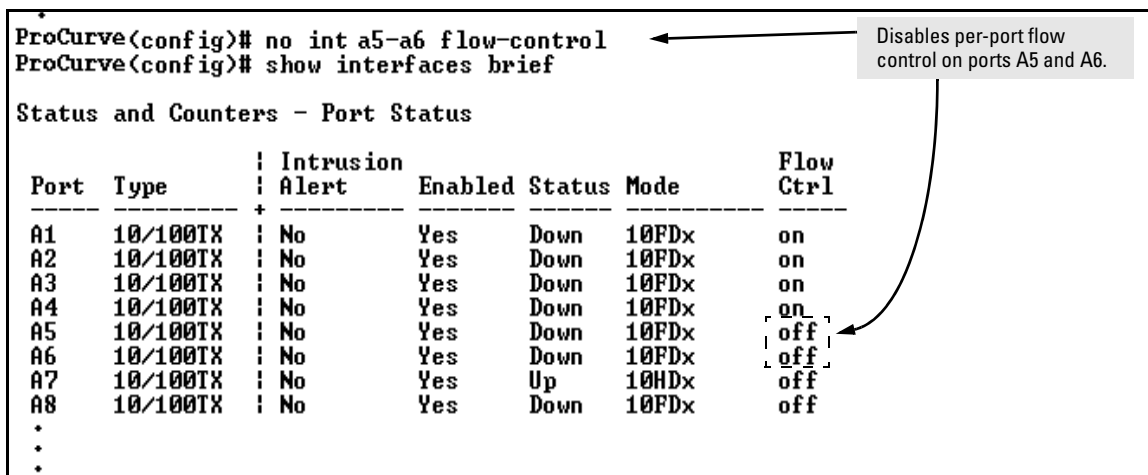 ProCurve(config)# no int a5-a6 flow-control
Disables per-port flow
control on ports A5 and A6.
ProCurve(config)# show interfaces brief
Status and Counters - Port Status
| Intrusion Flow
Port Type | Alert Enabled Status Mode Ctrl
----- ---------- + ---------- ------- ------ ---------- -----
A1 10/100TX | No Yes Down 10FDx on
A2 10/100TX | No Yes Down 10FDx on
A3 10/100TX | No Yes Down 10FDx on
A4 10/100TX | No Yes Down 10FDx on
A5 10/100TX | No Yes Down 10FDx off
A6 10/100TX | No Yes Down 10FDx off
A7 10/100TX | No Yes Up 10HDx off
A8 10/100TX | No Yes Down 10FDx off